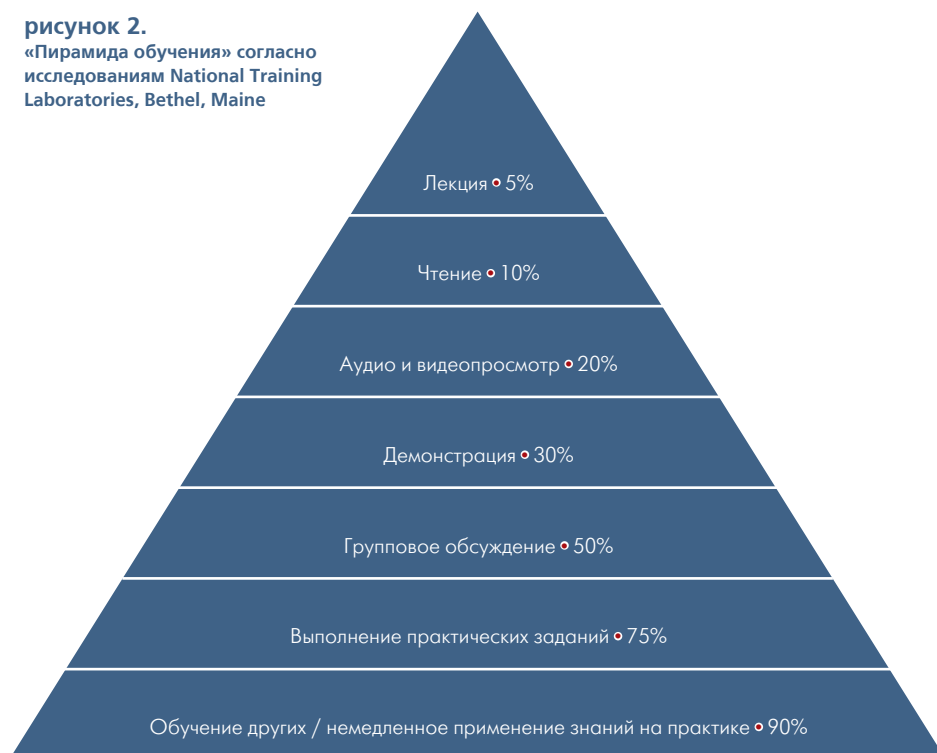 рисунок 2.
«Пирамида обучения» согласно
исследованиям National Training
Laboratories, Bethel, Maine
Лекция • 5%
Чтение • 10%
Аудио и видеопросмотр • 20%
Демонстрация • 30%
Групповое обсуждение • 50%
Выполнение практических заданий • 75%
Обучение других / немедленное применение знаний на практике • 90%